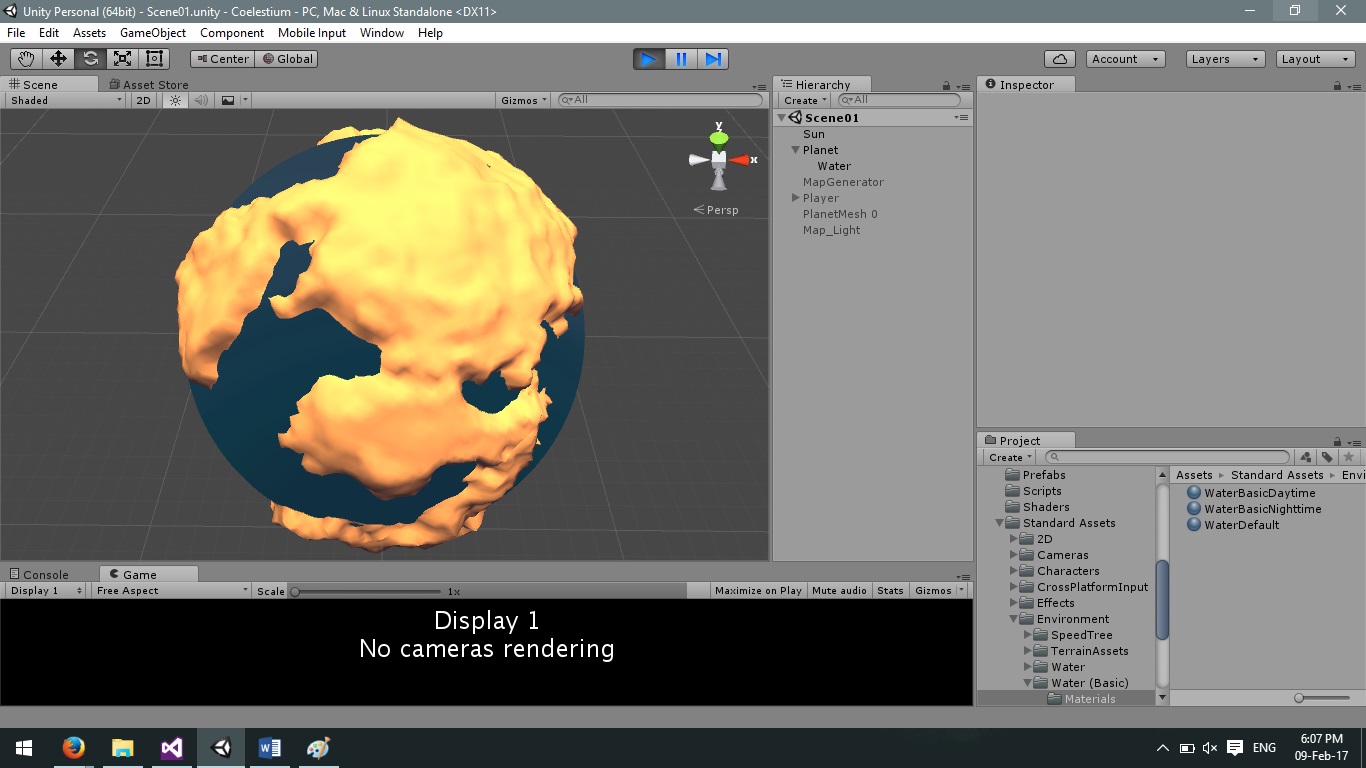 Unity Personal (64bit) - Scene01.unity - Coelestium - PC, Mac & Linux Standalone <DX11>
File Edit Assets GameObject Component Mobile Input Window Help
Center Global Account Layers Layout
Scene Asset Store
Shaded 2D Gizmos All
y
x
Persp
Hierarchy
Create All
Scene01
Sun
Planet
Water
MapGenerator
Player
PlanetMesh 0
Map_Light
Inspector
Console Game
Display 1 Free Aspect Scale 1x Maximize on Play Mute audio Stats Gizmos
Display 1
No cameras rendering
Project
Create
Prefabs
Scripts
Shaders
Standard Assets
2D
Cameras
Characters
CrossPlatformInput
Effects
Environment
SpeedTree
TerrainAssets
Water
Water (Basic)
Materials
Assets Standard Assets Envi
WaterBasicDaytime
WaterBasicNighttime
WaterDefault
ENG
6:07 PM
09-Feb-17